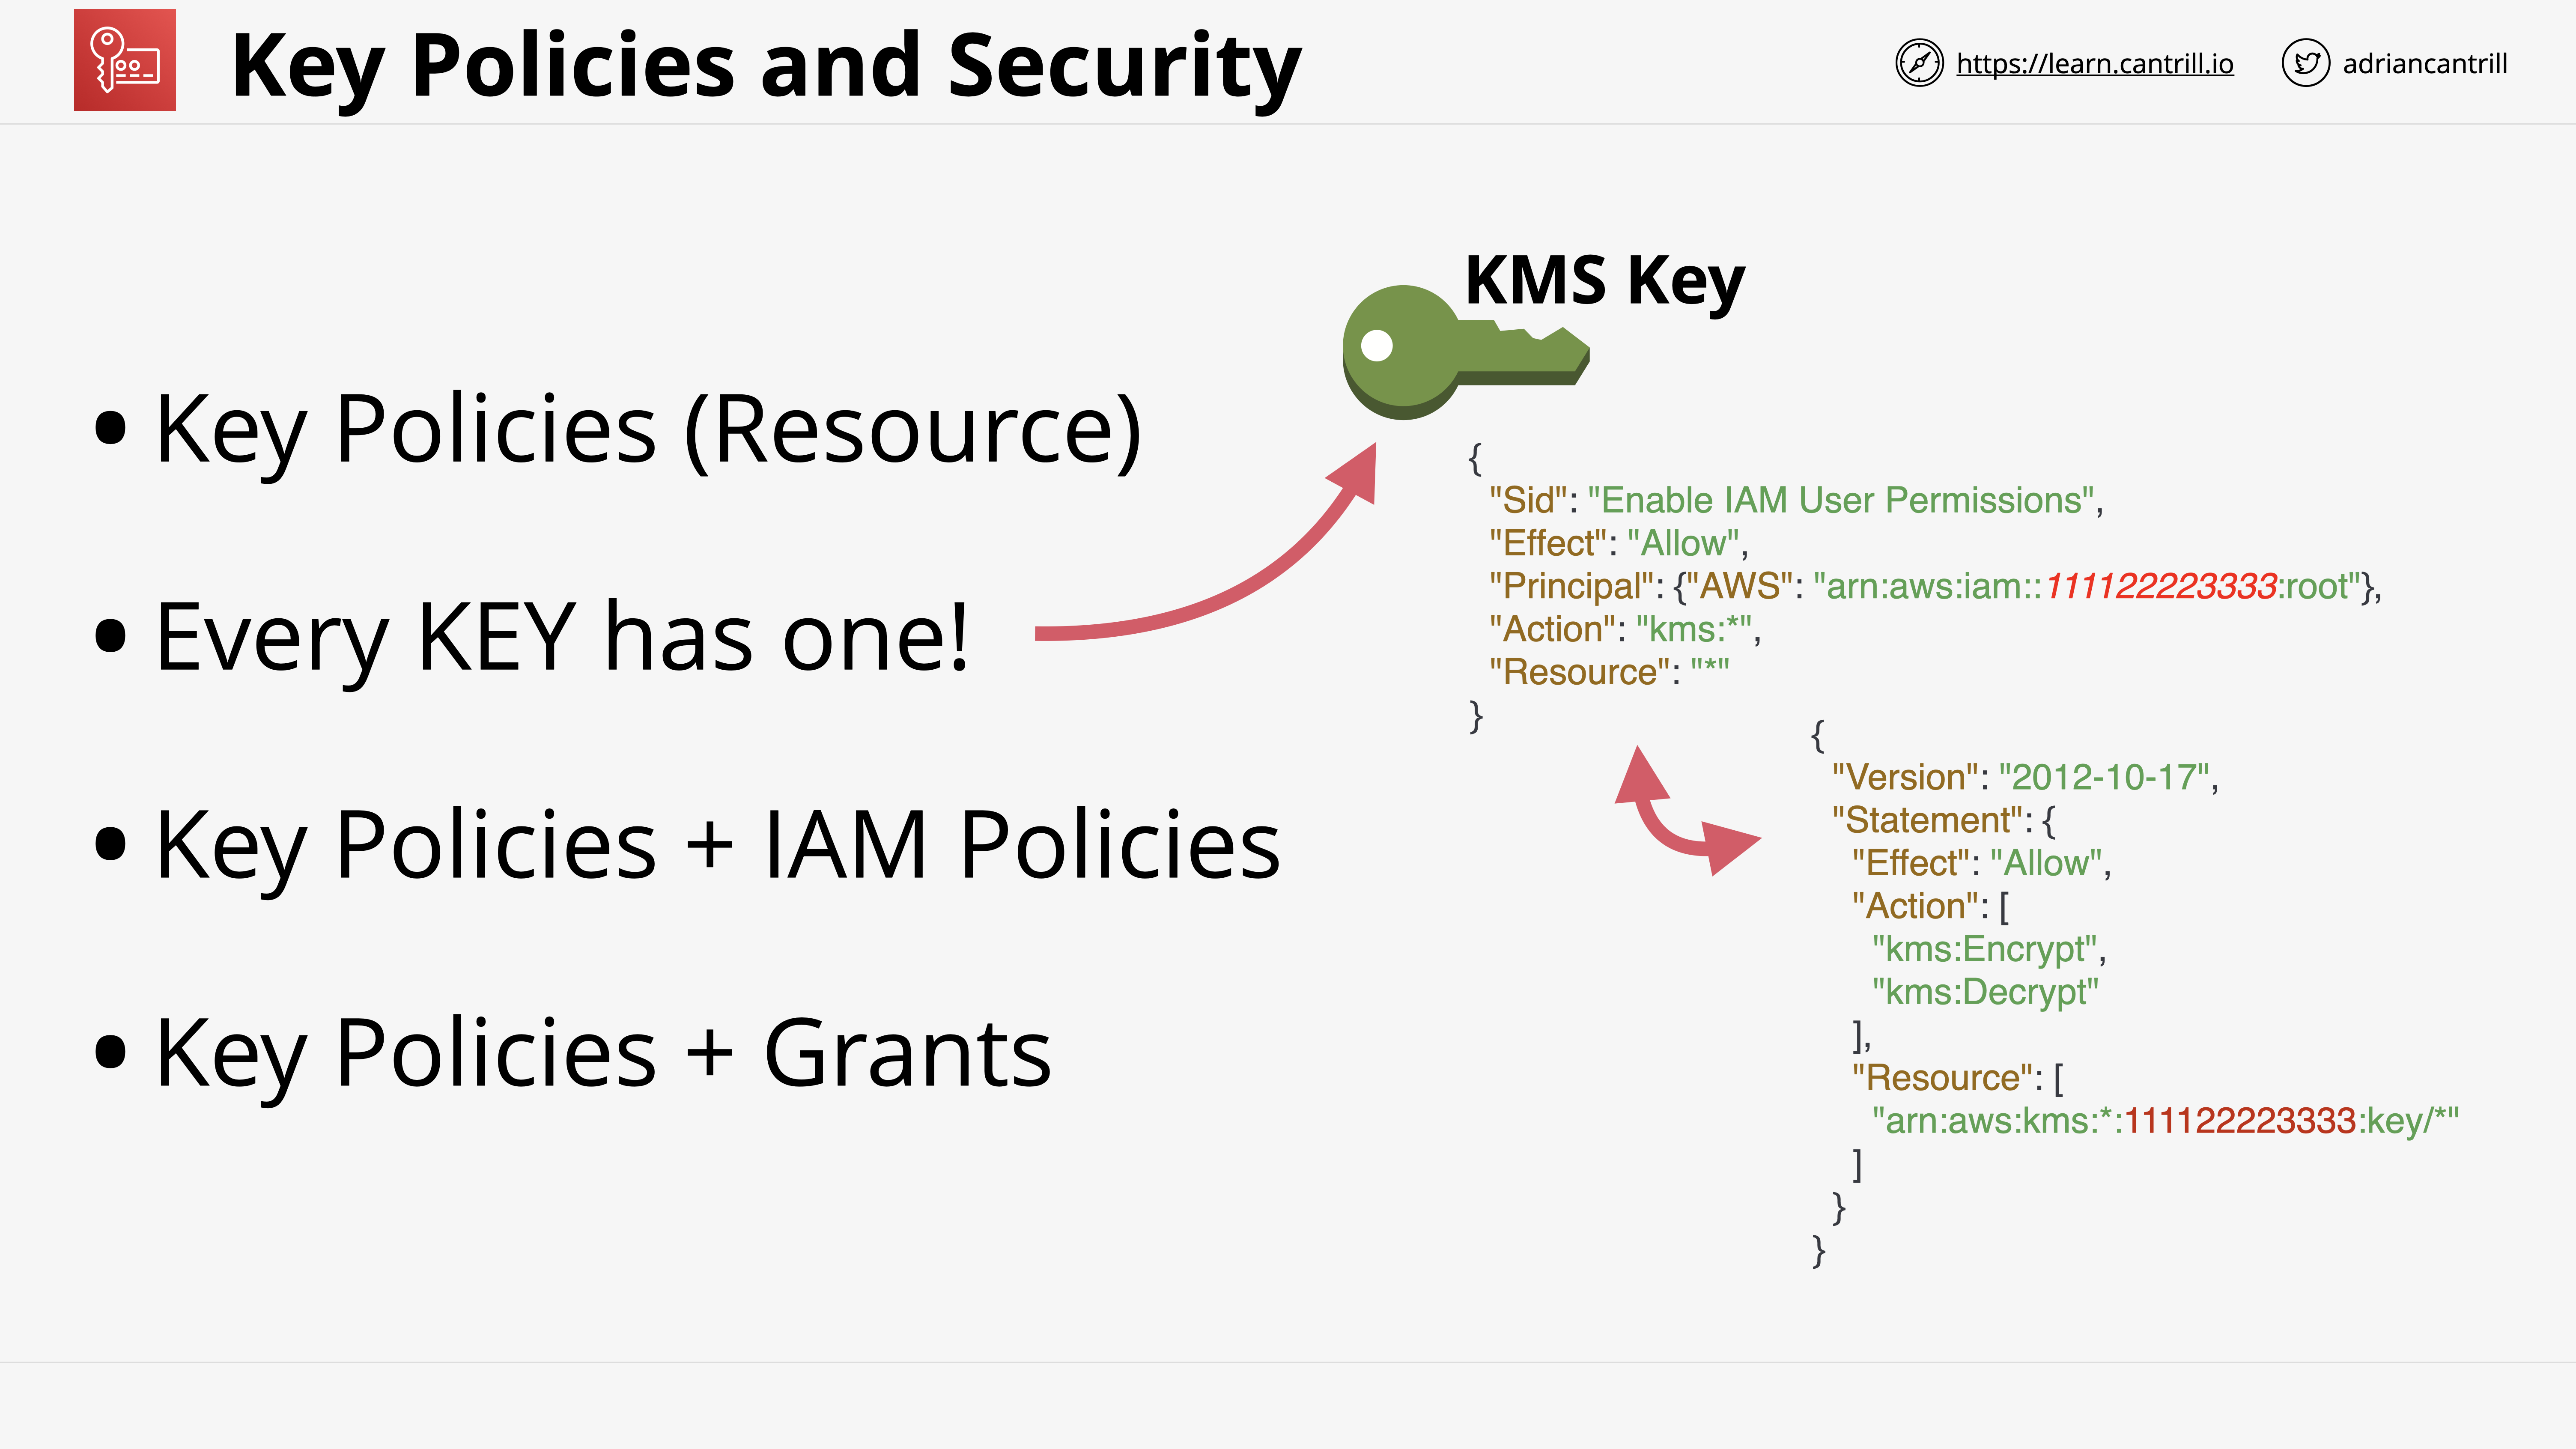 Key Policies and Security
https://learn.cantrill.io
adriancantrill
• Key Policies (Resource)
• Every KEY has one!
• Key Policies + IAM Policies
• Key Policies + Grants
KMS Key
{
"Sid": "Enable IAM User Permissions",
"Effect": "Allow",
"Principal": {"AWS": "arn:aws:iam::111122223333:root"},
"Action": "kms:*",
"Resource": "*"
}
{
"Version": "2012-10-17",
"Statement": {
"Effect": "Allow",
"Action": [
"kms:Encrypt",
"kms:Decrypt"
],
"Resource": [
"arn:aws:kms:*:111122223333:key/*"
]
}
}